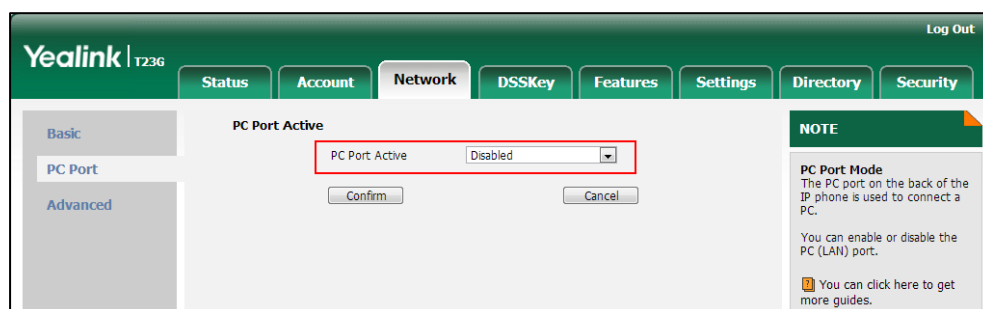 Log Out
Yealink | T23G
Status Account Network DSSKey Features Settings Directory Security
Basic
PC Port
Advanced
PC Port Active
PC Port Active Disabled
Confirm Cancel
NOTE
PC Port Mode
The PC port on the back of the
IP phone is used to connect a
PC.
You can enable or disable the
PC (LAN) port.
? You can click here to get
more guides.